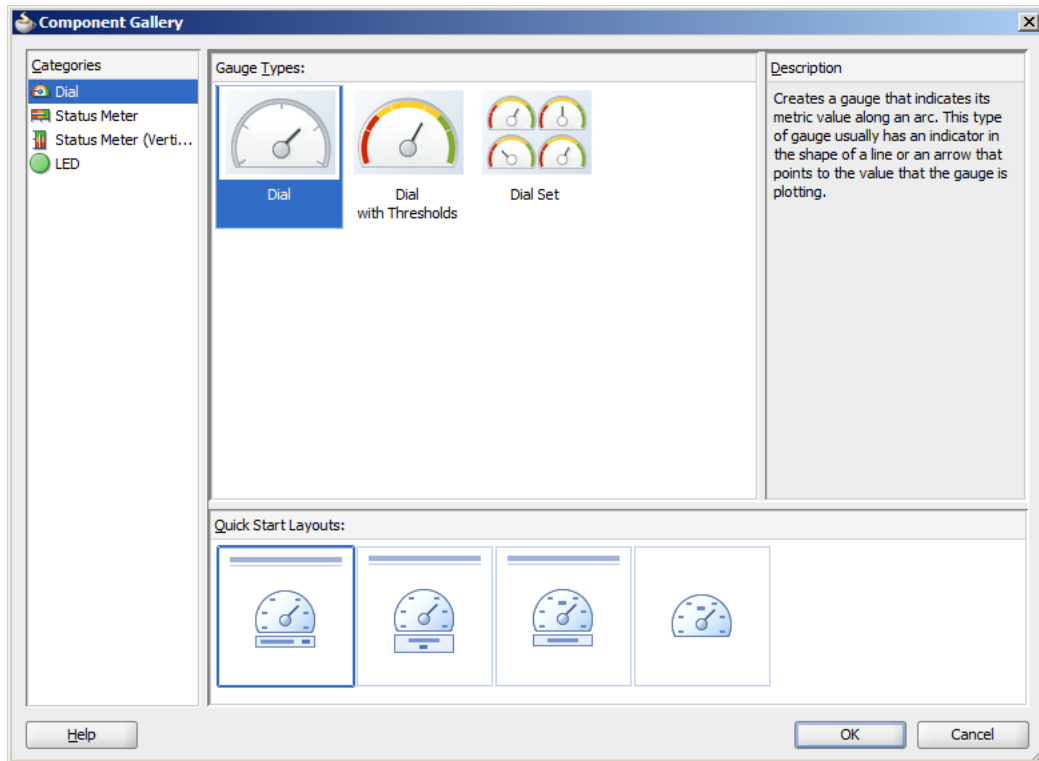 Component Gallery
Categories
Dial
Status Meter
Status Meter (Verti...
LED
Gauge Types:
Dial
Dial
with Thresholds
Dial Set
Description
Creates a gauge that indicates its
metric value along an arc. This type
of gauge usually has an indicator in
the shape of a line or an arrow that
points to the value that the gauge is
plotting.
Quick Start Layouts:
Help
OK
Cancel